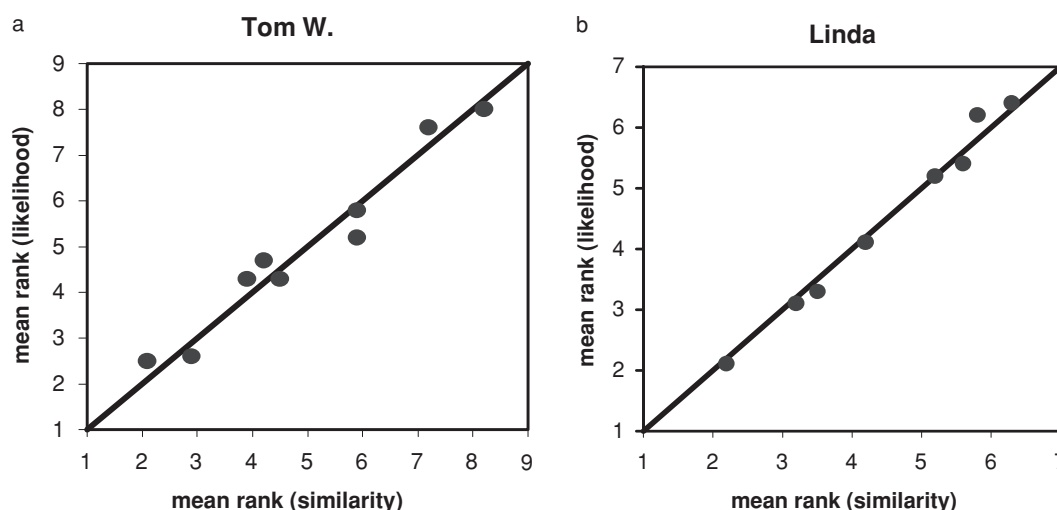 a
Tom W.
9
8
7
6
5
4
3
2
1
mean rank (likelihood)
1 2 3 4 5 6 7 8 9
mean rank (similarity)
b
Linda
7
6
5
4
3
2
1
mean rank (likelihood)
1 2 3 4 5 6 7
mean rank (similarity)